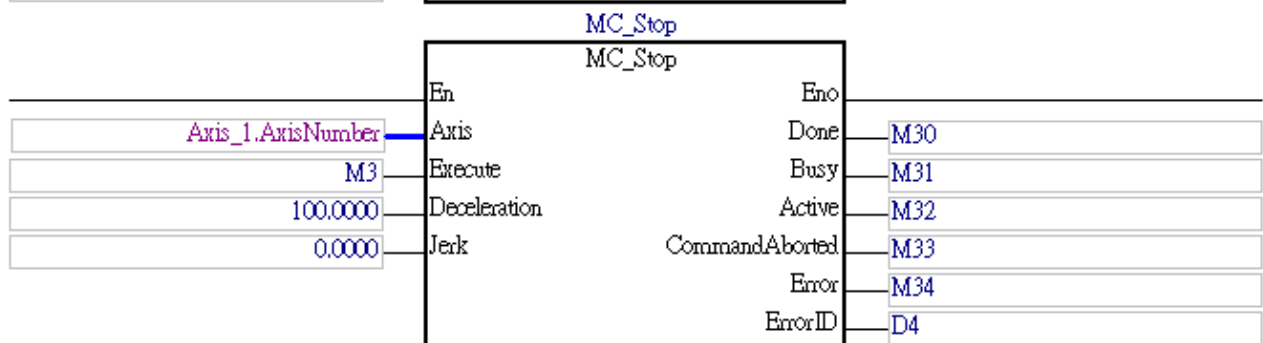 MC_Stop
MC_Stop
En Eno
Axis_1.AxisNumber Axis Done M30
M3 Execute Busy M31
100.0000 Deceleration Active M32
0.0000 Jerk CommandAborted M33
Error M34
ErrorID D4